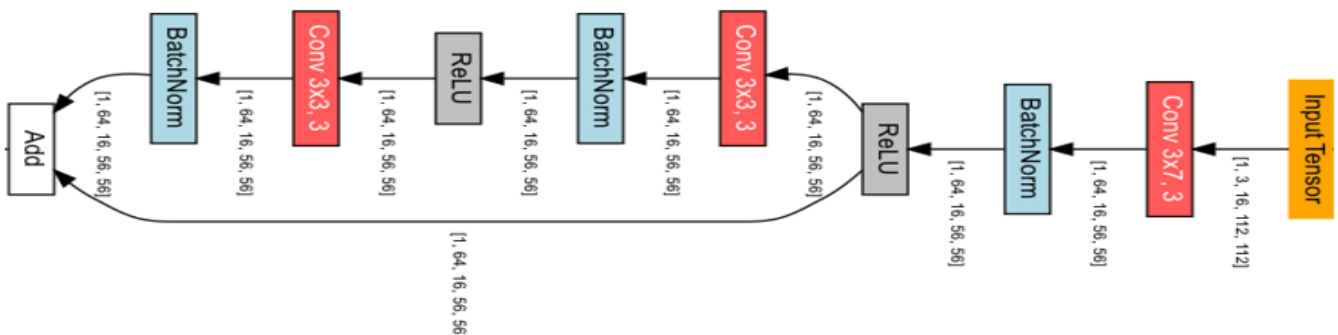 Input Tensor
[1, 3, 16, 112, 112]
Conv 3x7, 3
[1, 64, 16, 56, 56]
BatchNorm
[1, 64, 16, 56, 56]
ReLU
[1, 64, 16, 56, 56]
Conv 3x3, 3
[1, 64, 16, 56, 56]
BatchNorm
[1, 64, 16, 56, 56]
ReLU
[1, 64, 16, 56, 56]
Conv 3x3, 3
[1, 64, 16, 56, 56]
BatchNorm
[1, 64, 16, 56, 56]
[1, 64, 16, 56, 56
Add